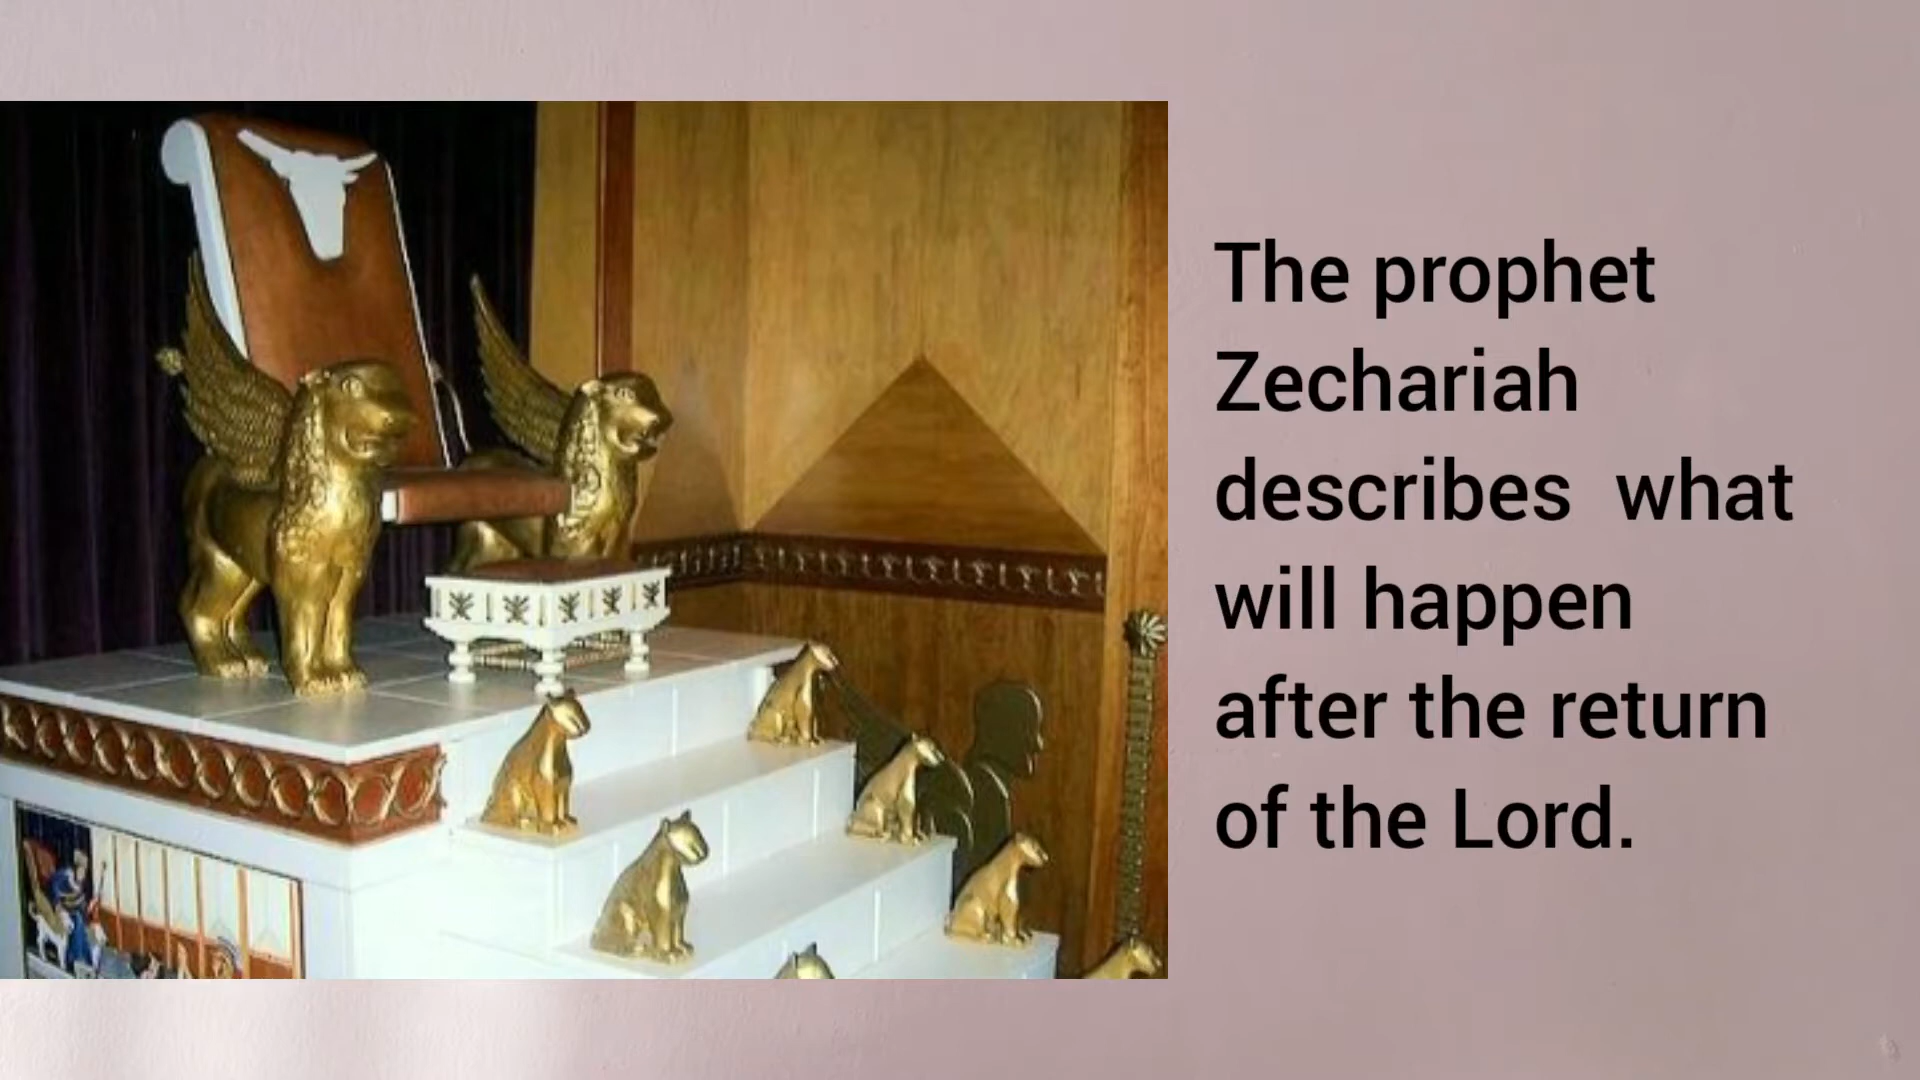 The prophet
Zechariah
describes  what
will happen
after the return
of the Lord.